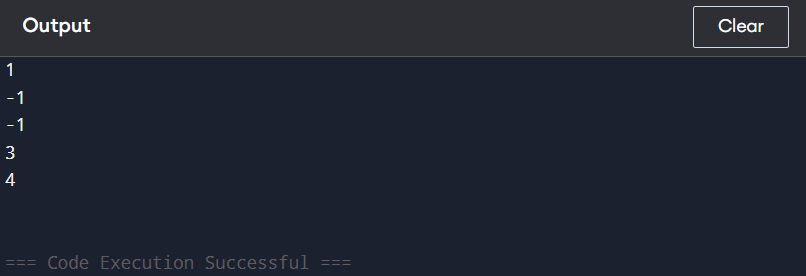 Output
Clear
1
-1
-1
3
4
=== Code Execution Successful ===